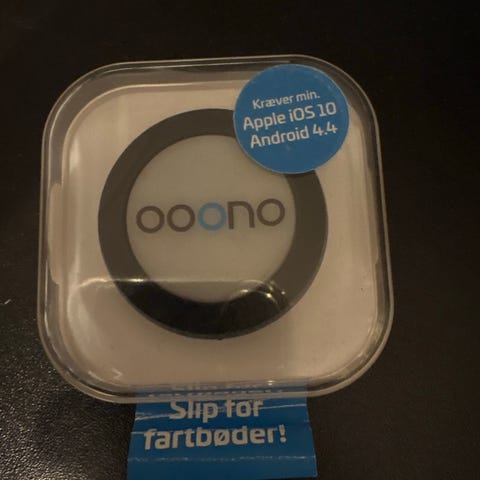 Kræver min.
Apple iOS 10
Android 4.4
ooono
Slip for
fartbøder!